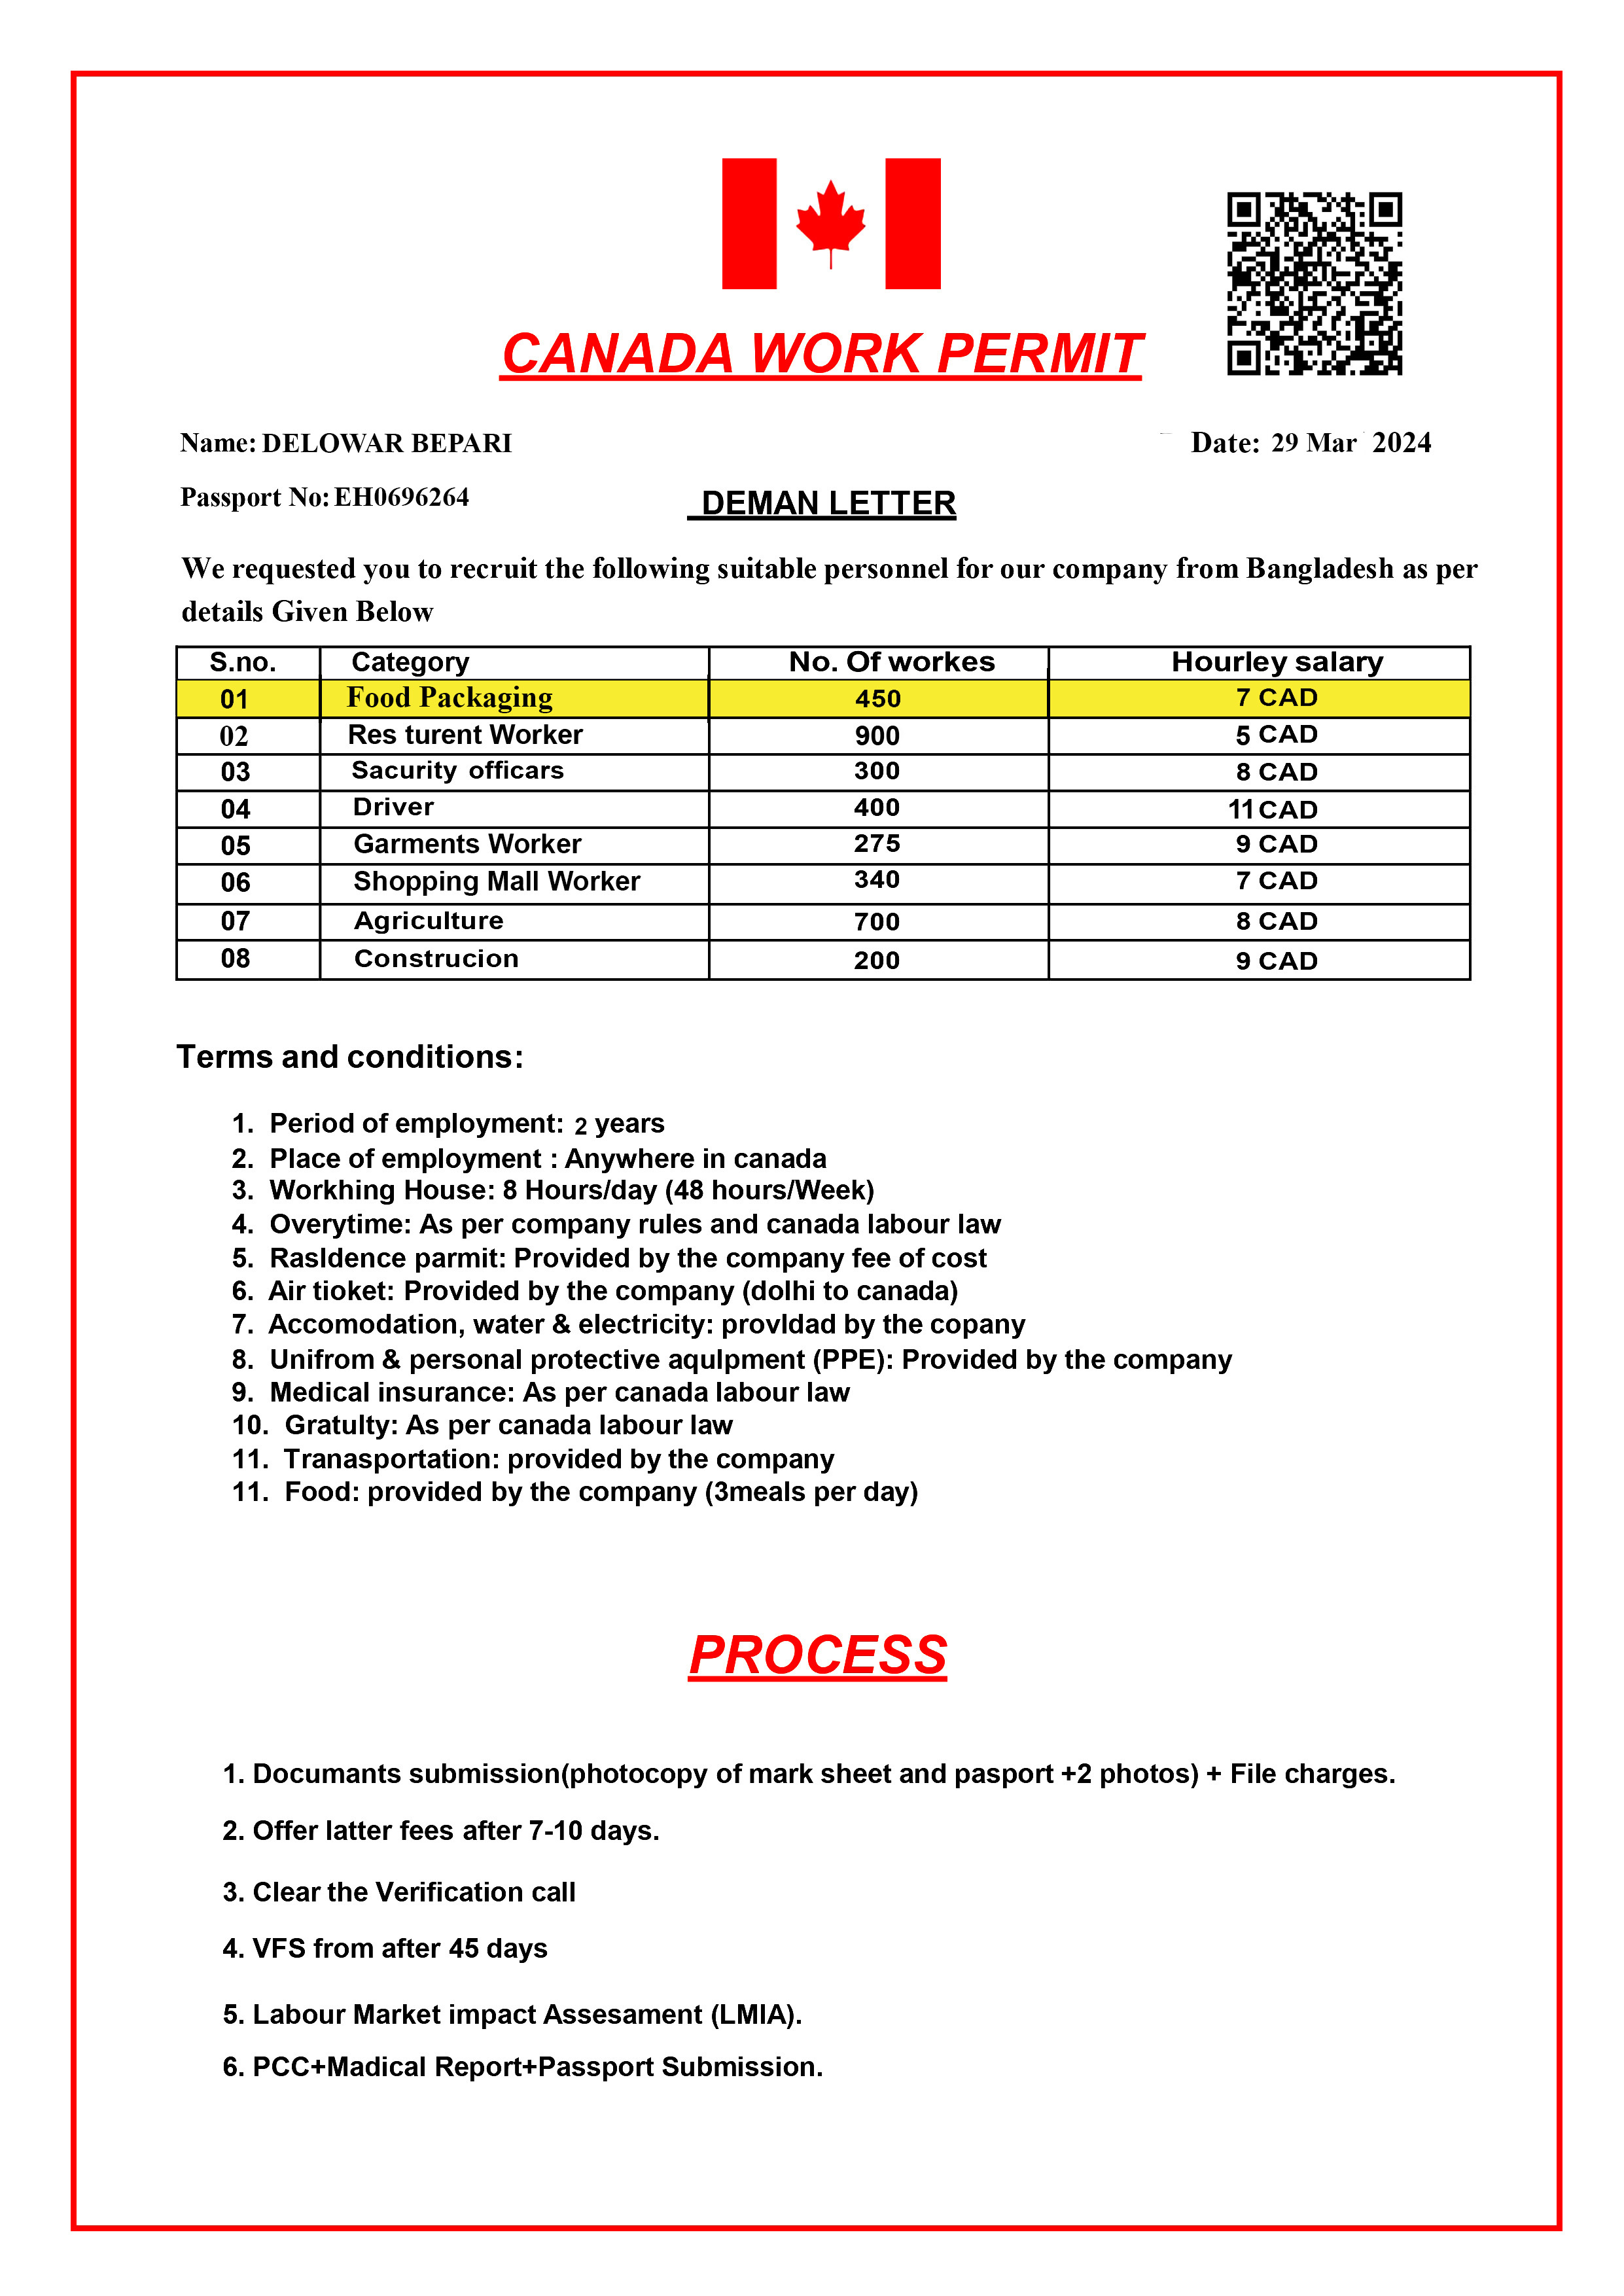 CANADA WORK PERMIT
Name: DELOWAR BEPARI Date: 29 Mar 2024
Passport No: EH0696264
DEMAN LETTER
We requested you to recruit the following suitable personnel for our company from Bangladesh as per
details Given Below
S.no. Category No. Of workes Hourley salary
01 Food Packaging 450 7 CAD
02 Res turent Worker 900 5 CAD
03 Sacurity officars 300 8 CAD
04 Driver 400 11 CAD
05 Garments Worker 275 9 CAD
06 Shopping Mall Worker 340 7 CAD
07 Agriculture 700 8 CAD
08 Construcion 200 9 CAD
Terms and conditions:
1. Period of employment: 2 years
2. Place of employment : Anywhere in canada
3. Workhing House: 8 Hours/day (48 hours/Week)
4. Overytime: As per company rules and canada labour law
5. Rasldence parmit: Provided by the company fee of cost
6. Air tioket: Provided by the company (dolhi to canada)
7. Accomodation, water & electricity: provldad by the copany
8. Unifrom & personal protective aqulpment (PPE): Provided by the company
9. Medical insurance: As per canada labour law
10. Gratulty: As per canada labour law
11. Tranasportation: provided by the company
11. Food: provided by the company (3meals per day)
PROCESS
1. Documants submission(photocopy of mark sheet and pasport +2 photos) + File charges.
2. Offer latter fees after 7-10 days.
3. Clear the Verification call
4. VFS from after 45 days
5. Labour Market impact Assesament (LMIA).
6. PCC+Madical Report+Passport Submission.